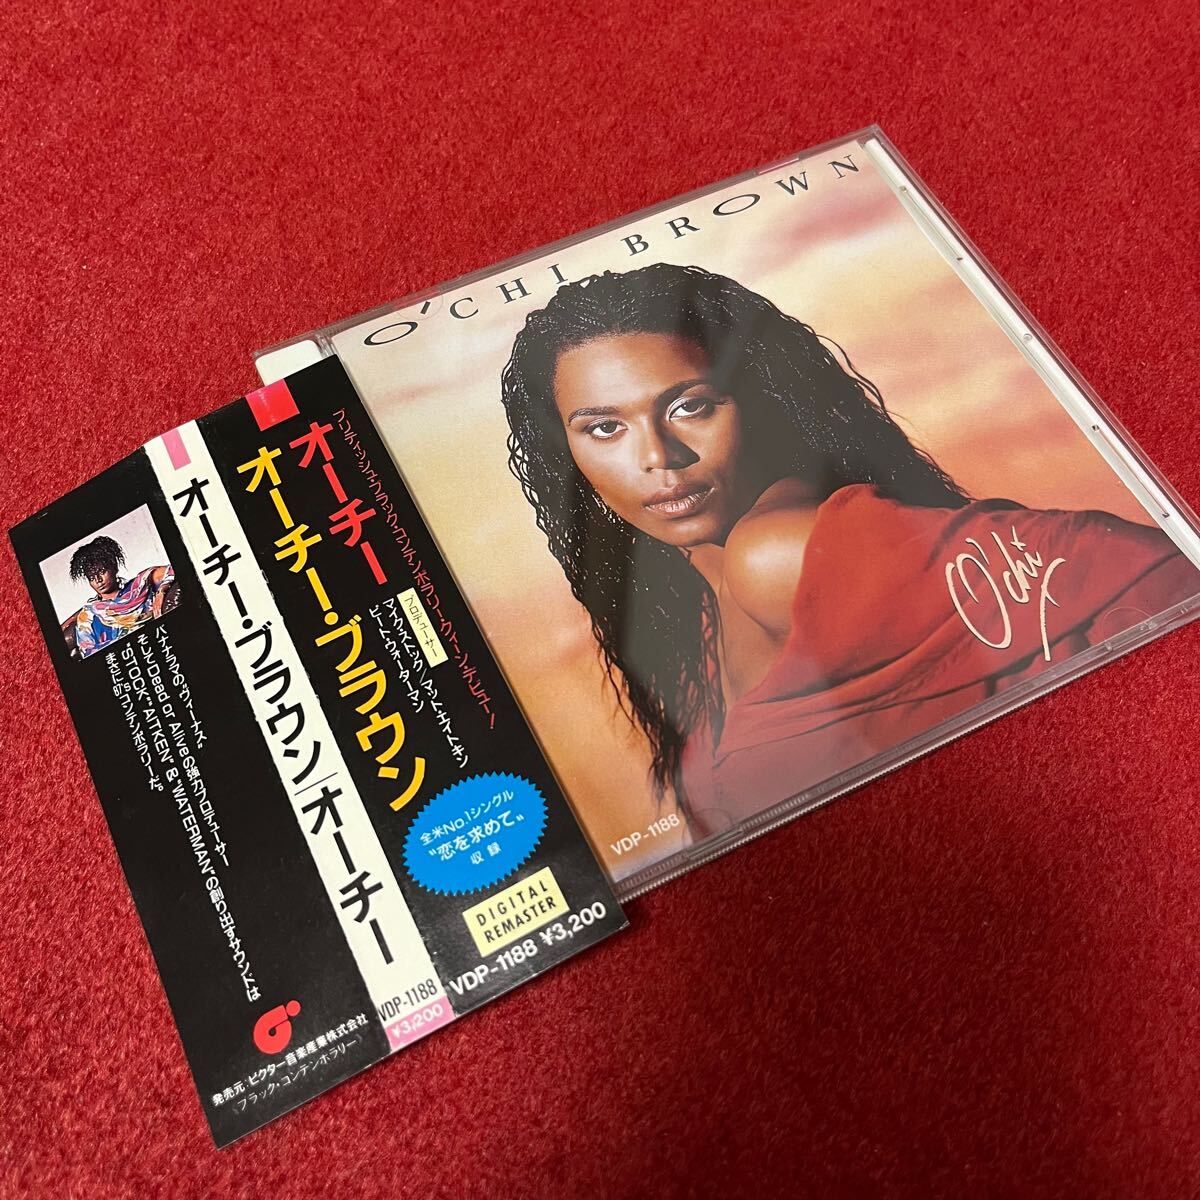 O'CHI BROWN
O'chi
VDP-1188
ブリティッシュ・ブラック・コンテンポラリー・クィーン・デビュー!
オーチー
プロデューサー
マイク・ストック/マット・エイトキン
ピート・ウォーターマン
オーチー・ブラウン
全米No.1シングル
"恋を求めて"
収録
DIGITAL
REMASTER
VDP-1188 ¥3,200
オーチー・ブラウン/オーチー
VDP-1188
¥3,200
バナナラマの"ヴィーナス"
そしてDead or Aliveの強力プロデューサー
"STOCK" "AITKEN" & "WATERMAN"の創り出すサウンドは
まさに'87コンテンポラリーだ。
発売元:ビクター音楽産業株式会社
(ブラック・コンテンポラリー)